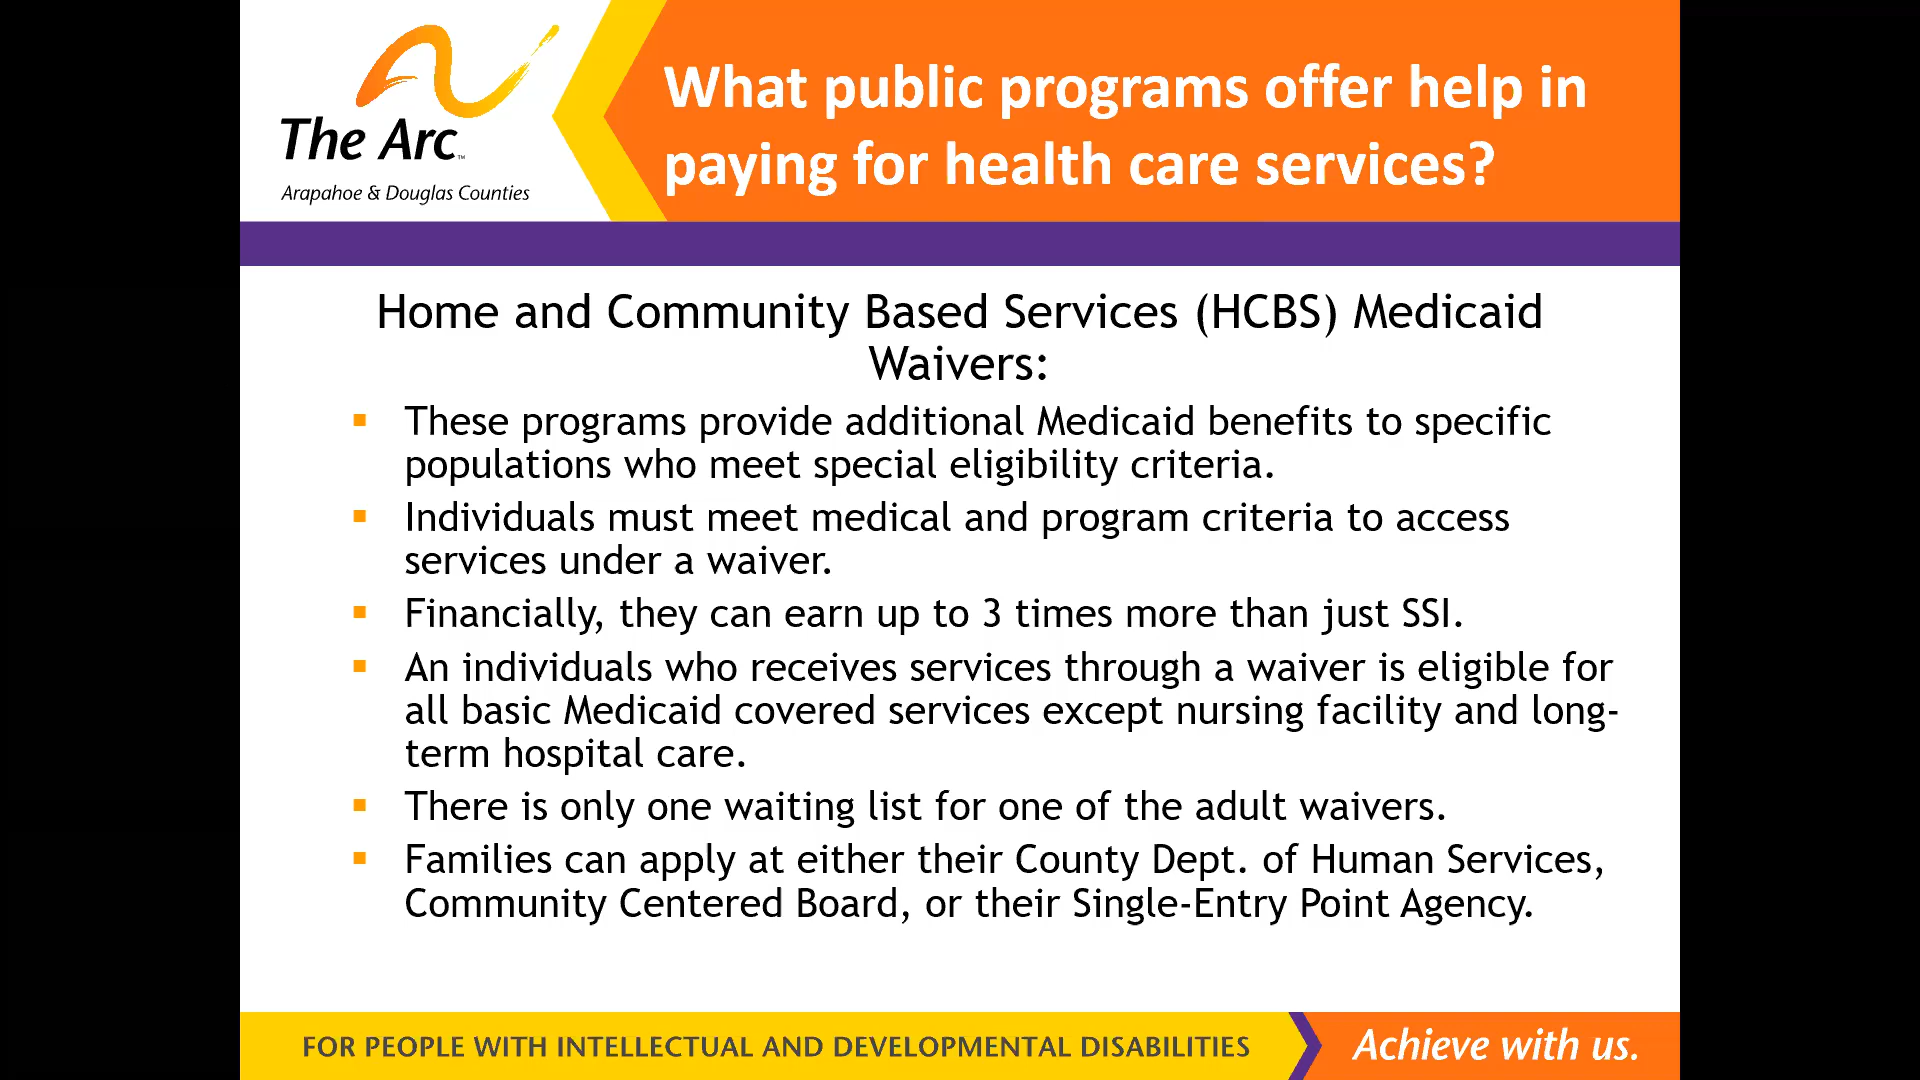 The Arc™
Arapahoe & Douglas Counties
What public programs offer help in
paying for health care services?
Home and Community Based Services (HCBS) Medicaid
Waivers:
▪ These programs provide additional Medicaid benefits to specific
populations who meet special eligibility criteria.
▪ Individuals must meet medical and program criteria to access
services under a waiver.
▪ Financially, they can earn up to 3 times more than just SSI.
▪ An individuals who receives services through a waiver is eligible for
all basic Medicaid covered services except nursing facility and long-
term hospital care.
▪ There is only one waiting list for one of the adult waivers.
▪ Families can apply at either their County Dept. of Human Services,
Community Centered Board, or their Single-Entry Point Agency.
FOR PEOPLE WITH INTELLECTUAL AND DEVELOPMENTAL DISABILITIES
Achieve with us.